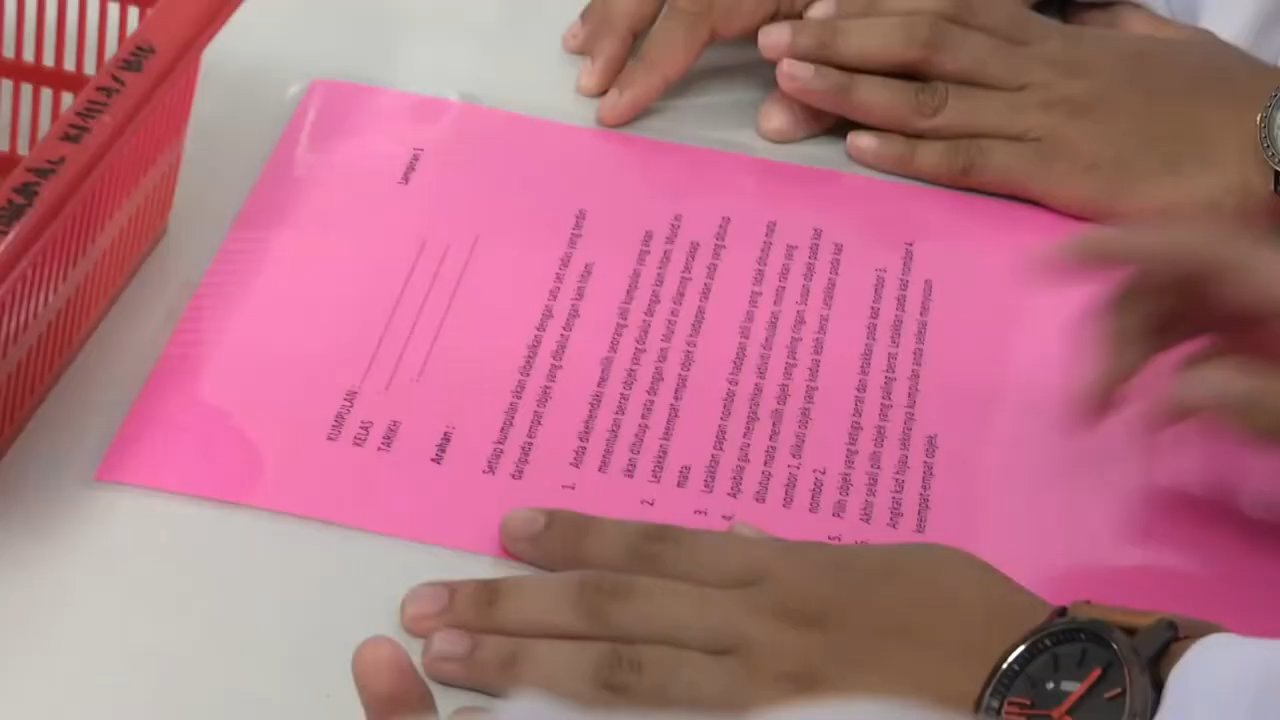 Lampiran 1
KUMPULAN :
KELAS
TARIKH :
Arahan :
Setiap kumpulan akan dibekalkan dengan satu set radas yang terdiri
daripada empat objek yang dibalut dengan kain hitam.
1. Anda dikehendaki memilih seorang ahli kumpulan yang akan
menentukan berat objek yang dibalut dengan kain hitam. Murid ini
akan ditutup mata dengan kain. Murid ini dilarang bercakap
2. Letakkan keempat-empat objek di hadapan rakan anda yang ditutup
mata.
3. Letakkan papan nombor di hadapan ahli lain yang tidak ditutup mata.
4. Apabila guru mengarahkan aktiviti dimulakan, minta rakan yang
ditutup mata memilih objek yang paling ringan. Susun objek pada kad
nombor 1, diikuti objek yang kedua lebih berat. Letakkan pada kad
nombor 2.
5. Pilih objek yang ketiga berat dan letakkan pada kad nombor 3.
Akhir sekali pilih objek yang paling berat. Letakkan pada kad nombor 4.
Angkat kad hijau sekiranya kumpulan anda selesai menyusun
keempat-empat objek.